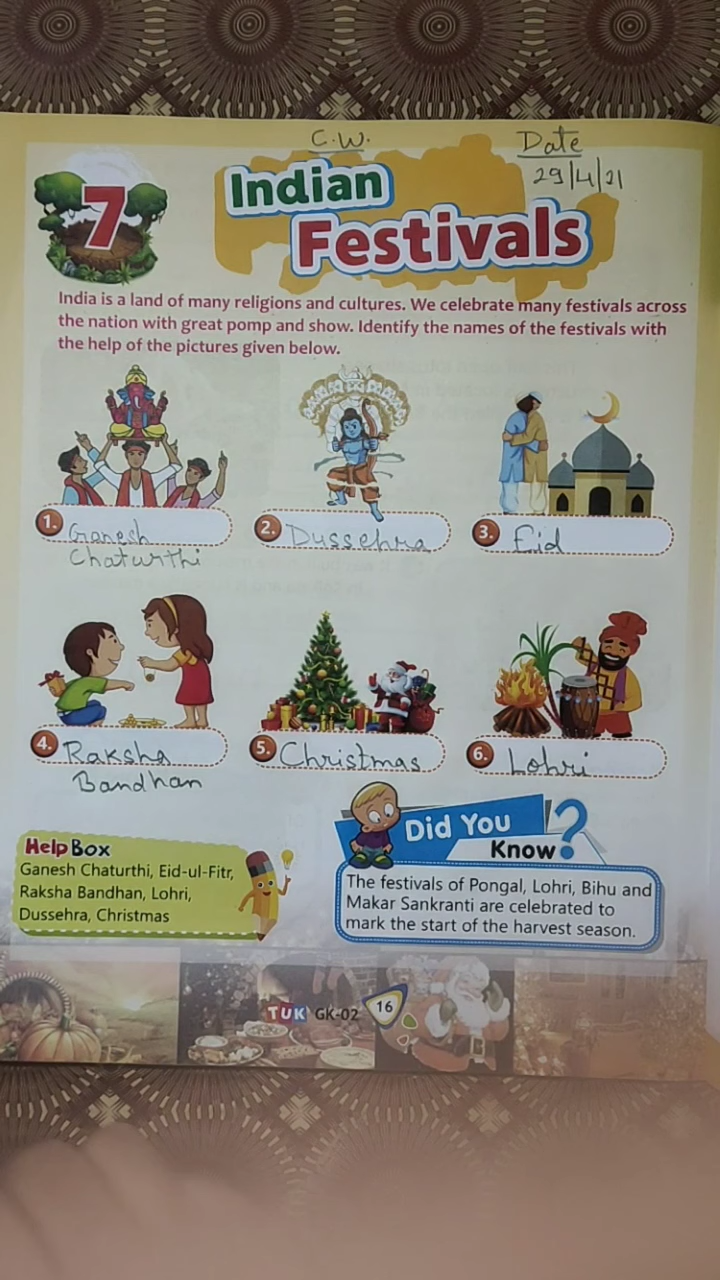 C.W.
Date
29/4/21
7
Indian
Festivals
India is a land of many religions and cultures. We celebrate many festivals across
the nation with great pomp and show. Identify the names of the festivals with
the help of the pictures given below.
1. Ganesh
Chaturthi
2. Dussehra
3. Eid
4. Raksha
Bandhan
5. Christmas
6. Lohri
Help Box
Ganesh Chaturthi, Eid-ul-Fitr,
Raksha Bandhan, Lohri,
Dussehra, Christmas
Did You
Know?
The festivals of Pongal, Lohri, Bihu and
Makar Sankranti are celebrated to
mark the start of the harvest season.
TUK GK-02 16